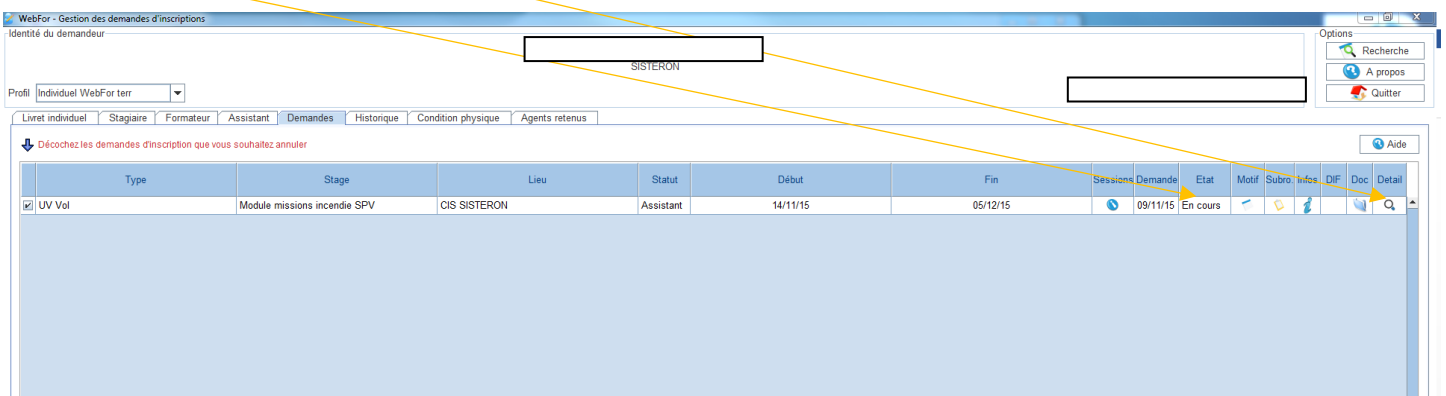 WebFor - Gestion des demandes d'inscriptions
Identité du demandeur
Options
SISTERON
Recherche
A propos
Quitter
Profil Individuel WebFor terr
Livret individuel Stagiaire Formateur Assistant Demandes Historique Condition physique Agents retenus
Décochez les demandes d'inscription que vous souhaitez annuler
Aide
Type Stage Lieu Statut Début Fin Sessions Demande Etat Motif Subro. Infos DIF Doc Detail
UV Vol Module missions incendie SPV CIS SISTERON Assistant 14/11/15 05/12/15 09/11/15 En cours